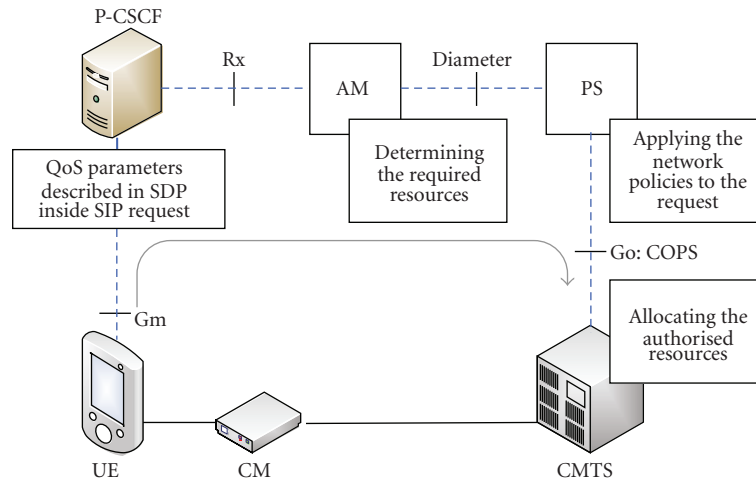 P-CSCF
Rx
AM
Diameter
PS
QoS parameters
described in SDP
inside SIP request
Determining
the required
resources
Applying the
network
policies to the
request
Go: COPS
Gm
Allocating the
authorised
resources
UE
CM
CMTS